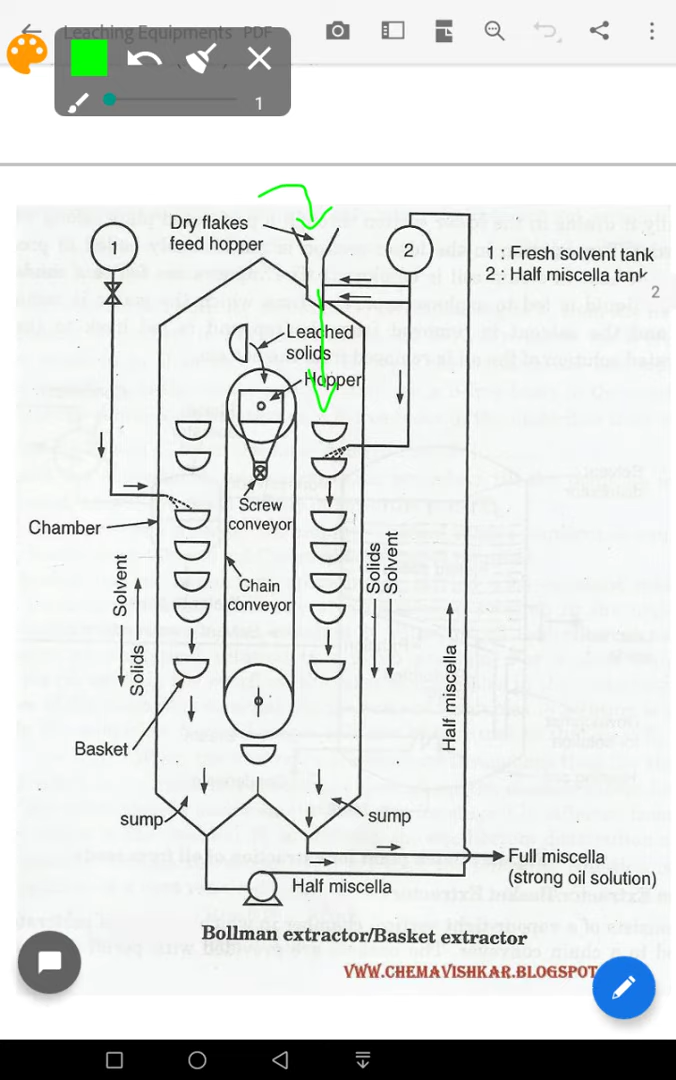 Leaching Equipments PDF
1
2
Dry flakes
feed hopper
1
2
1 : Fresh solvent tank
2 : Half miscella tank
Leached
solids
Hopper
Screw
conveyor
Chamber
Chain
conveyor
Solvent
Solids
Solids
Solvent
Half miscella
Basket
sump
sump
Full miscella
(strong oil solution)
Half miscella
Bollman extractor/Basket extractor
VWW.CHEMAVISHKAR.BLOGSPOT